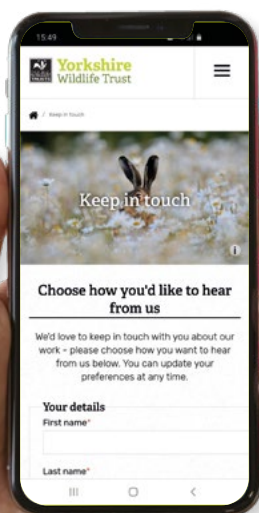 15:49
Yorkshire
Wildlife Trust
/ Keep in touch
Keep in touch
i
Choose how you'd like to hear
from us
We'd love to keep in touch with you about our
work - please choose how you want to hear
from us below. You can update your
preferences at any time.
Your details
First name*
Last name*